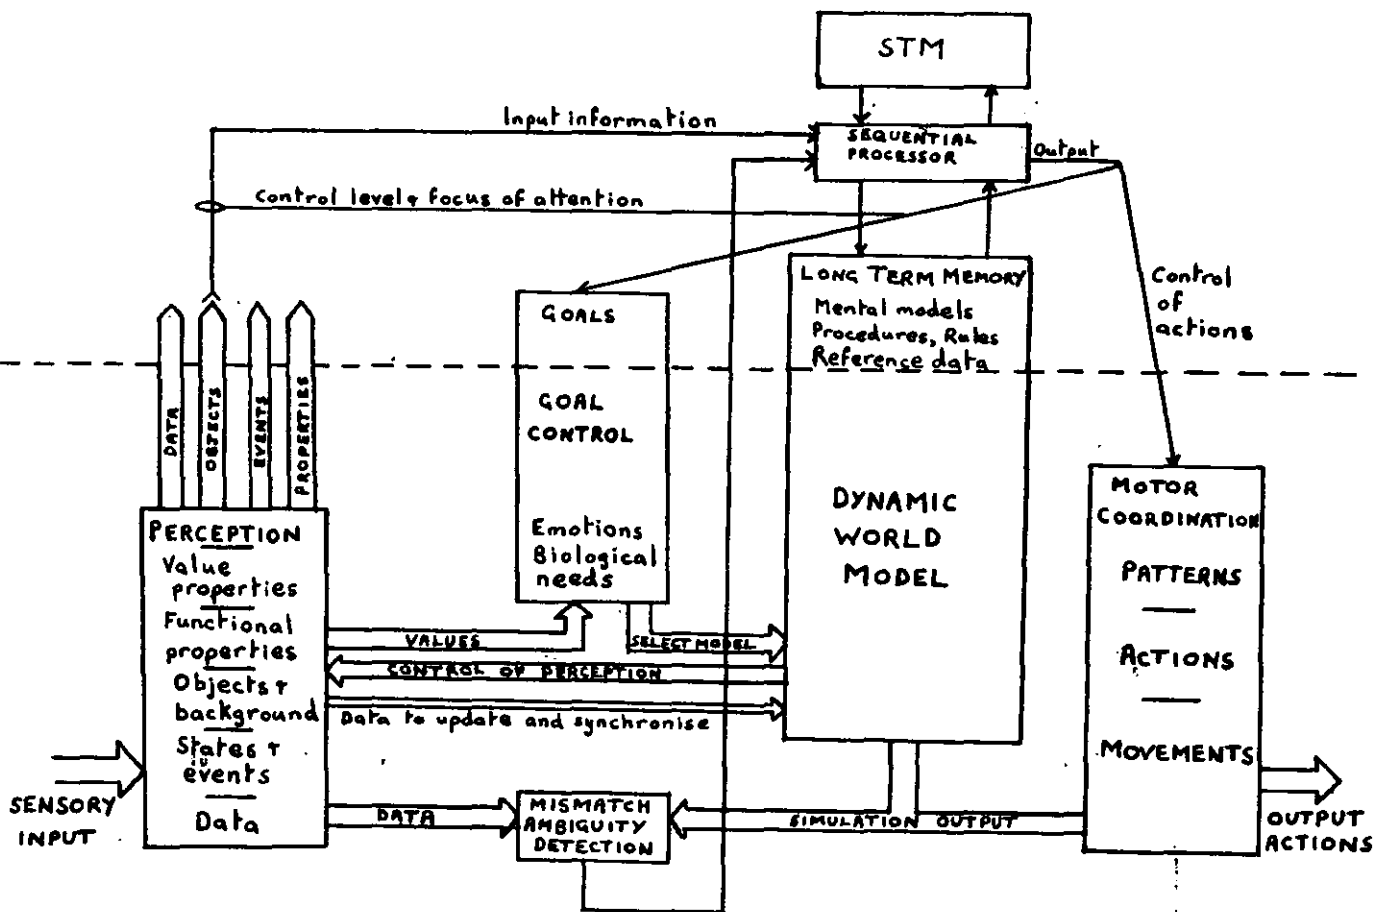 STM
Input information
SEQUENTIAL
PROCESSOR
Output
Control level + focus of attention
LONG TERM MEMORY
Mental models
Procedures, Rules
Reference data
Control
of
actions
GOALS
GOAL
CONTROL
Emotions
Biological
needs
DATA
OBJECTS
EVENTS
PROPERTIES
DYNAMIC
WORLD
MODEL
MOTOR
COORDINATION
PATTERNS
ACTIONS
MOVEMENTS
PERCEPTION
Value
properties
Functional
properties
Objects +
background
States +
events
Data
VALUES
SELECT MODEL
CONTROL OF PERCEPTION
Data to update and synchronise
SENSORY
INPUT
DATA
MISMATCH
AMBIGUITY
DETECTION
SIMULATION OUTPUT
OUTPUT
ACTIONS